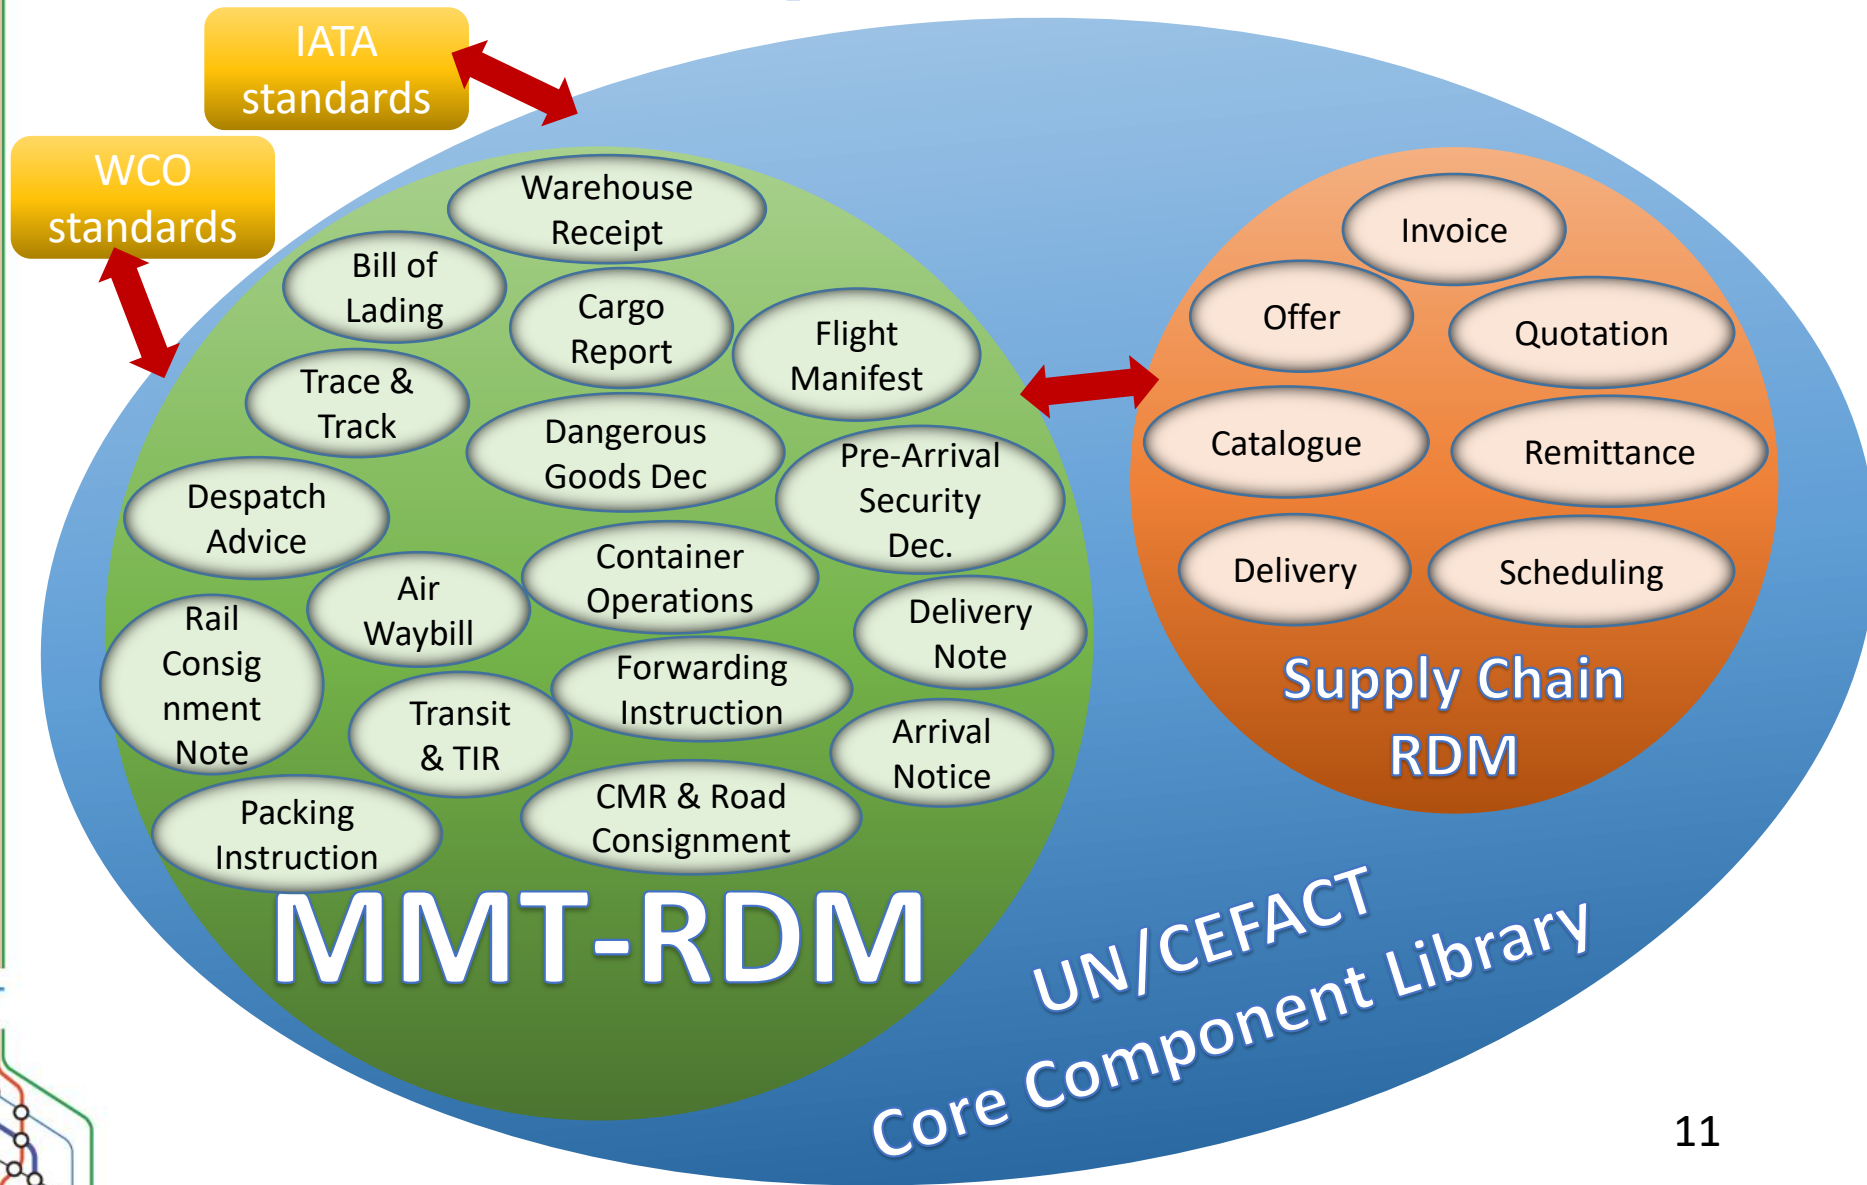 IATA
standards
WCO
standards
Warehouse
Receipt
Bill of
Lading
Cargo
Report
Flight
Manifest
Trace &
Track
Dangerous
Goods Dec
Pre-Arrival
Security
Dec.
Despatch
Advice
Container
Operations
Air
Waybill
Delivery
Note
Rail
Consig
nment
Note
Forwarding
Instruction
Transit
& TIR
Arrival
Notice
Packing
Instruction
CMR & Road
Consignment
MMT-RDM
Invoice
Offer
Quotation
Catalogue
Remittance
Delivery
Scheduling
Supply Chain
RDM
UN/CEFACT
Core Component Library
11